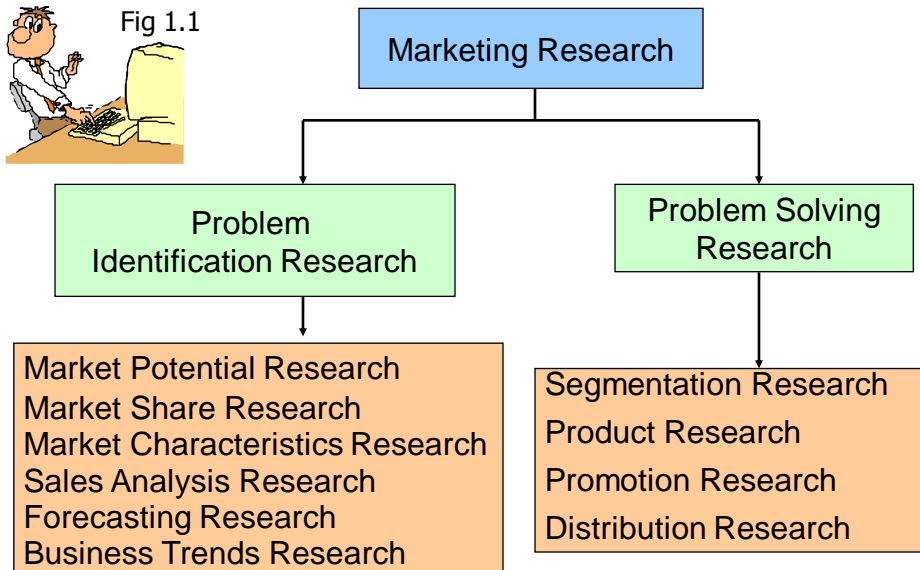 Fig 1.1
Marketing Research
Problem
Identification Research
Problem Solving
Research
Market Potential Research
Market Share Research
Market Characteristics Research
Sales Analysis Research
Forecasting Research
Business Trends Research
Segmentation Research
Product Research
Promotion Research
Distribution Research